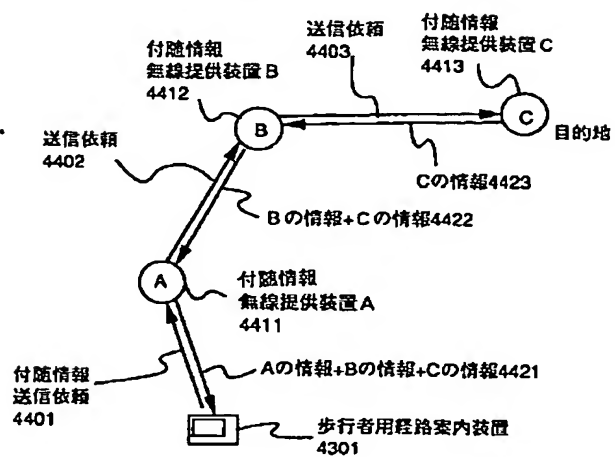 送信依頼
4403
付随情報
無線提供装置C
4413
付随情報
無線提供装置B
4412
B
C
目的地
送信依頼
4402
Cの情報4423
Bの情報+Cの情報4422
A
付随情報
無線提供装置A
4411
付随情報
送信依頼
4401
Aの情報+Bの情報+Cの情報4421
歩行者用経路案内装置
4301